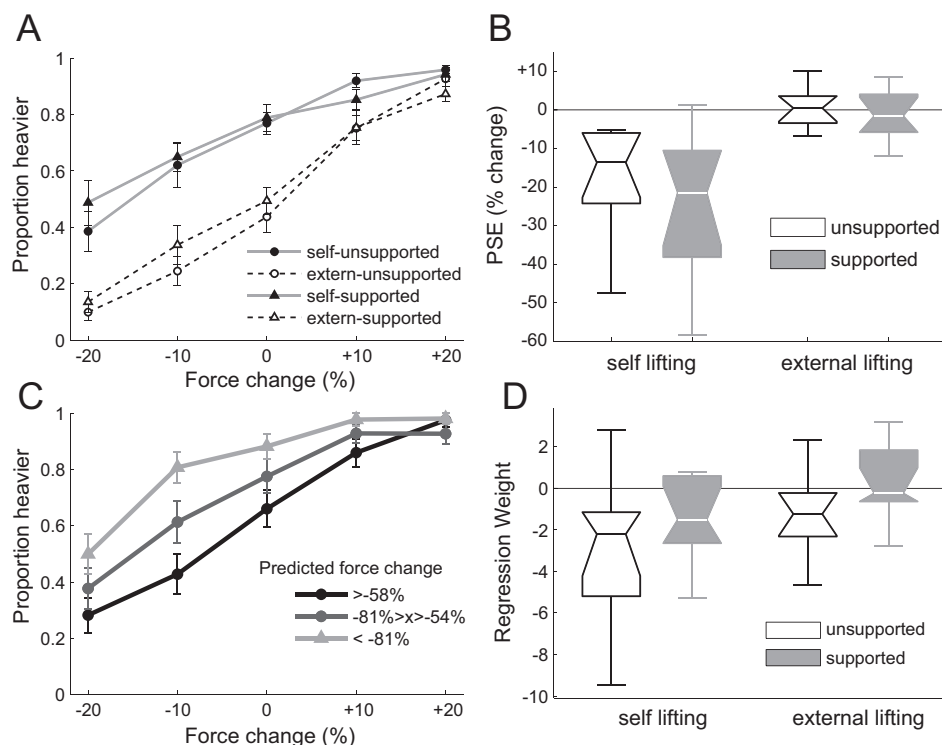 A
Proportion heavier
1
0.8
0.6
0.4
0.2
0
-20
-10
0
+10
+20
Force change (%)
self-unsupported
extern-unsupported
self-supported
extern-supported
B
PSE (% change)
+10
0
-10
-20
-30
-40
-50
-60
unsupported
supported
self lifting
external lifting
C
Proportion heavier
1
0.8
0.6
0.4
0.2
0
-20
-10
0
+10
+20
Force change (%)
Predicted force change
>-58%
-81%>x>-54%
< -81%
D
Regression Weight
2
0
-2
-4
-6
-8
-10
unsupported
supported
self lifting
external lifting